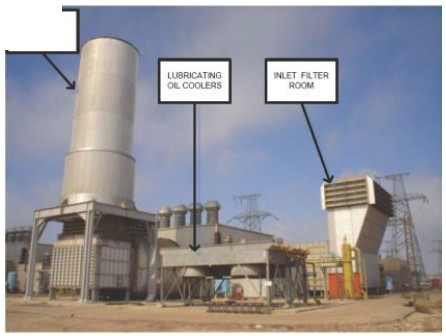 LUBRICATING
OIL COOLERS
INLET FILTER
ROOM